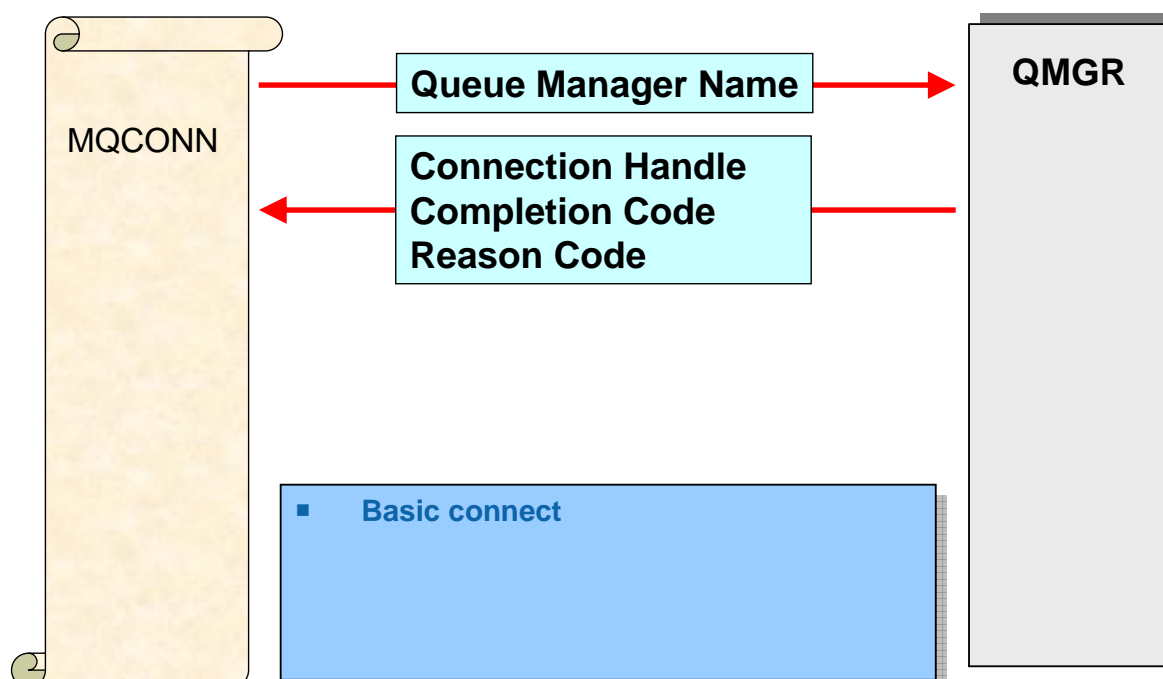 MQCONN
Queue Manager Name
Connection Handle
Completion Code
Reason Code
QMGR
▪ Basic connect